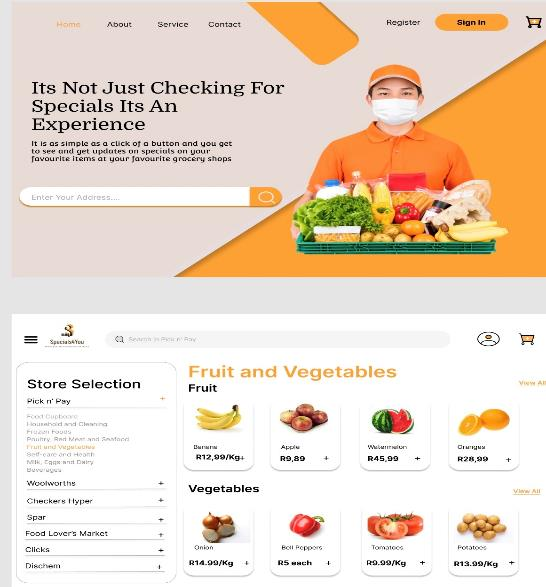 Home About Service Contact Register Sign In
Its Not Just Checking For
Specials Its An
Experience
It is as simple as a click of a button and you get
to see and get updates on specials on your
favourite items at your favourite grocery shops
Enter Your Address....
Specials4You
Search in Pick n' Pay
Store Selection
Pick n' Pay +
Food Cupboard
Household and Cleaning
Frozen Foods
Poultry, Red Meat and Seafood
Fruit and Vegetables
Self-care and Health
Milk, Eggs and Dairy
Beverages
Woolworths +
Checkers Hyper +
Spar +
Food Lover's Market +
Clicks +
Dischem +
Fruit and Vegetables
Fruit
View All
Banana Apple Watermelon Oranges
R12,99/Kg+ R9,89 + R45,99 + R28,99 +
Vegetables
View All
Onion Bell Peppers Tomatoes Potatoes
R14.99/Kg + R5 each + R9.99/Kg + R13.99/Kg +